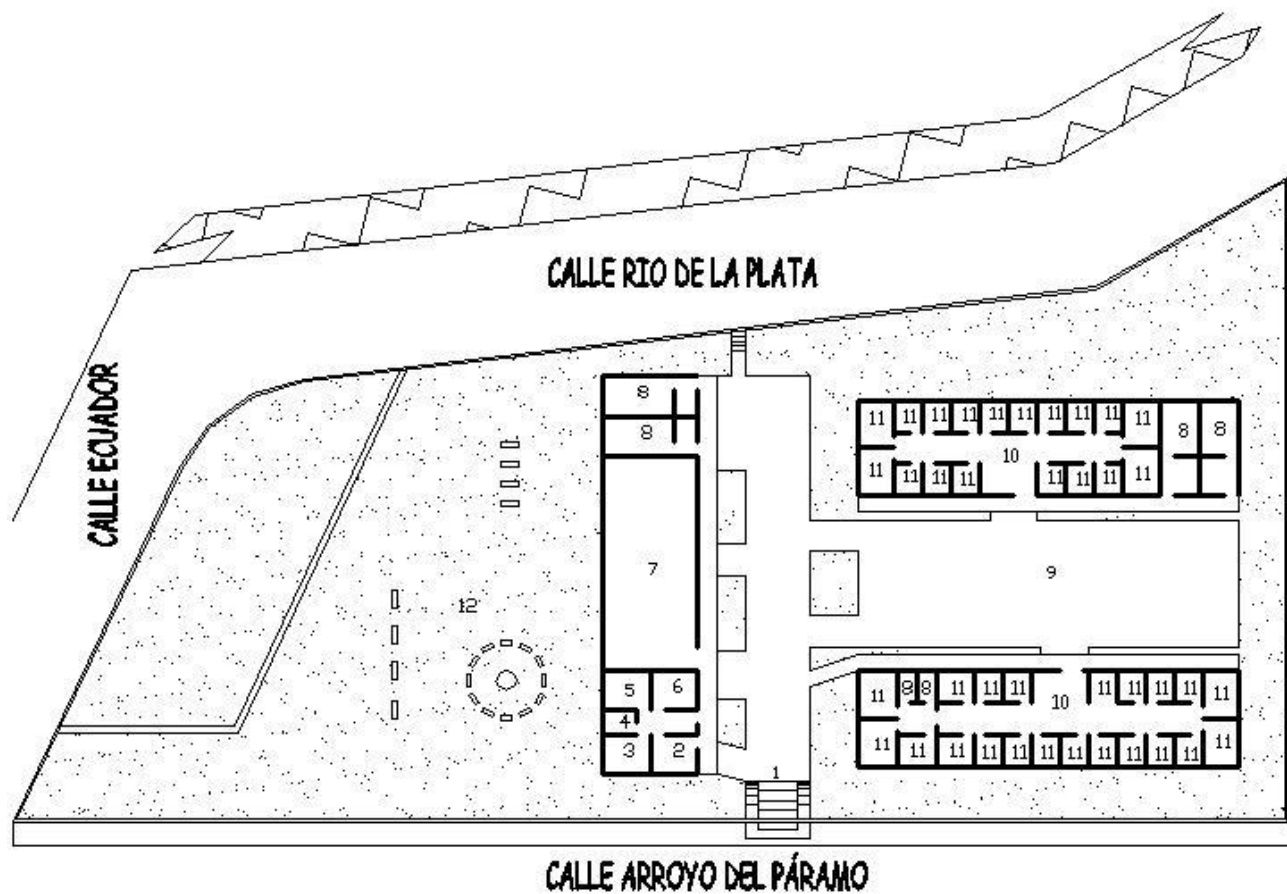 CALLE RIO DE LA PLATA
CALLE ECUADOR
8
8
7
12
5 6
4
3 2
1
11 11 11 11 11 11 11 11 11 11 8 8
10
11 11 11 11 11 11 11 11
9
11 8 8 11 11 11 10 11 11 11 11 11
11 11 11 11 11 11 11 11 11 11 11
CALLE ARROYO DEL PÁRAMO